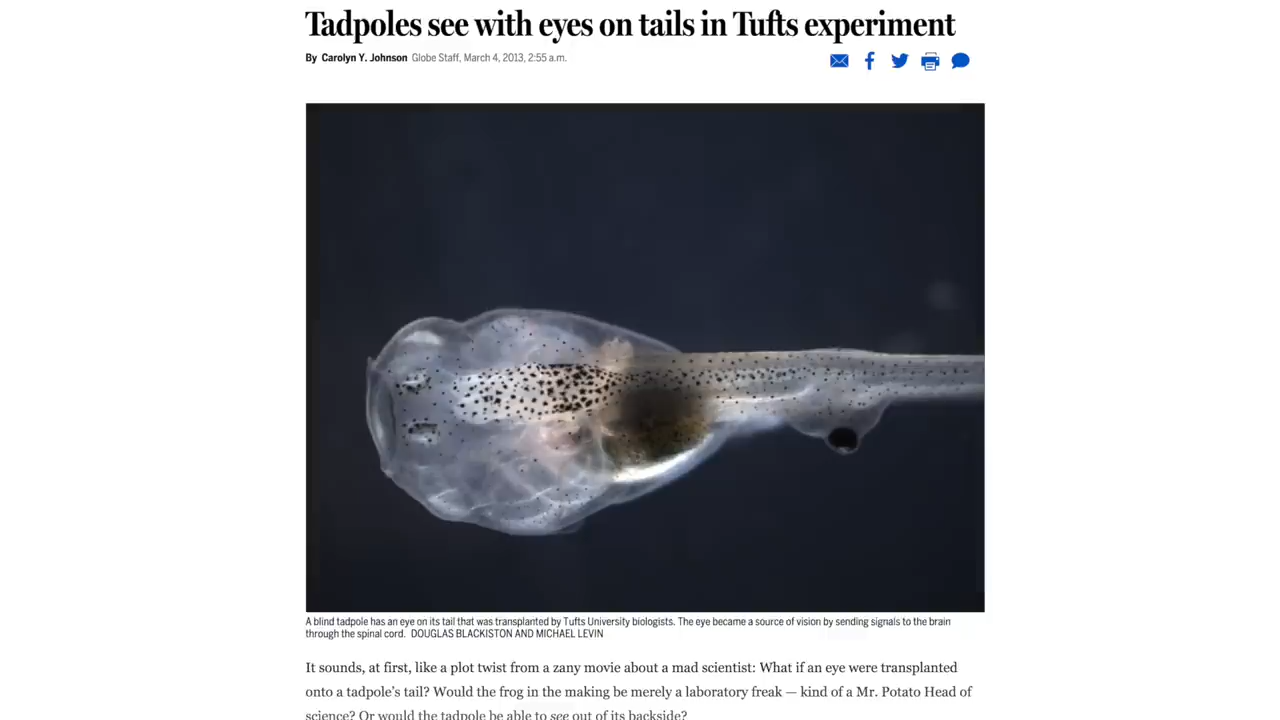 Tadpoles see with eyes on tails in Tufts experiment
By Carolyn Y. Johnson Globe Staff, March 4, 2013, 2:55 a.m.
A blind tadpole has an eye on its tail that was transplanted by Tufts University biologists. The eye became a source of vision by sending signals to the brain
through the spinal cord. DOUGLAS BLACKISTON AND MICHAEL LEVIN
It sounds, at first, like a plot twist from a zany movie about a mad scientist: What if an eye were transplanted
onto a tadpole's tail? Would the frog in the making be merely a laboratory freak — kind of a Mr. Potato Head of
science? Or would the tadpole be able to see out of its backside?